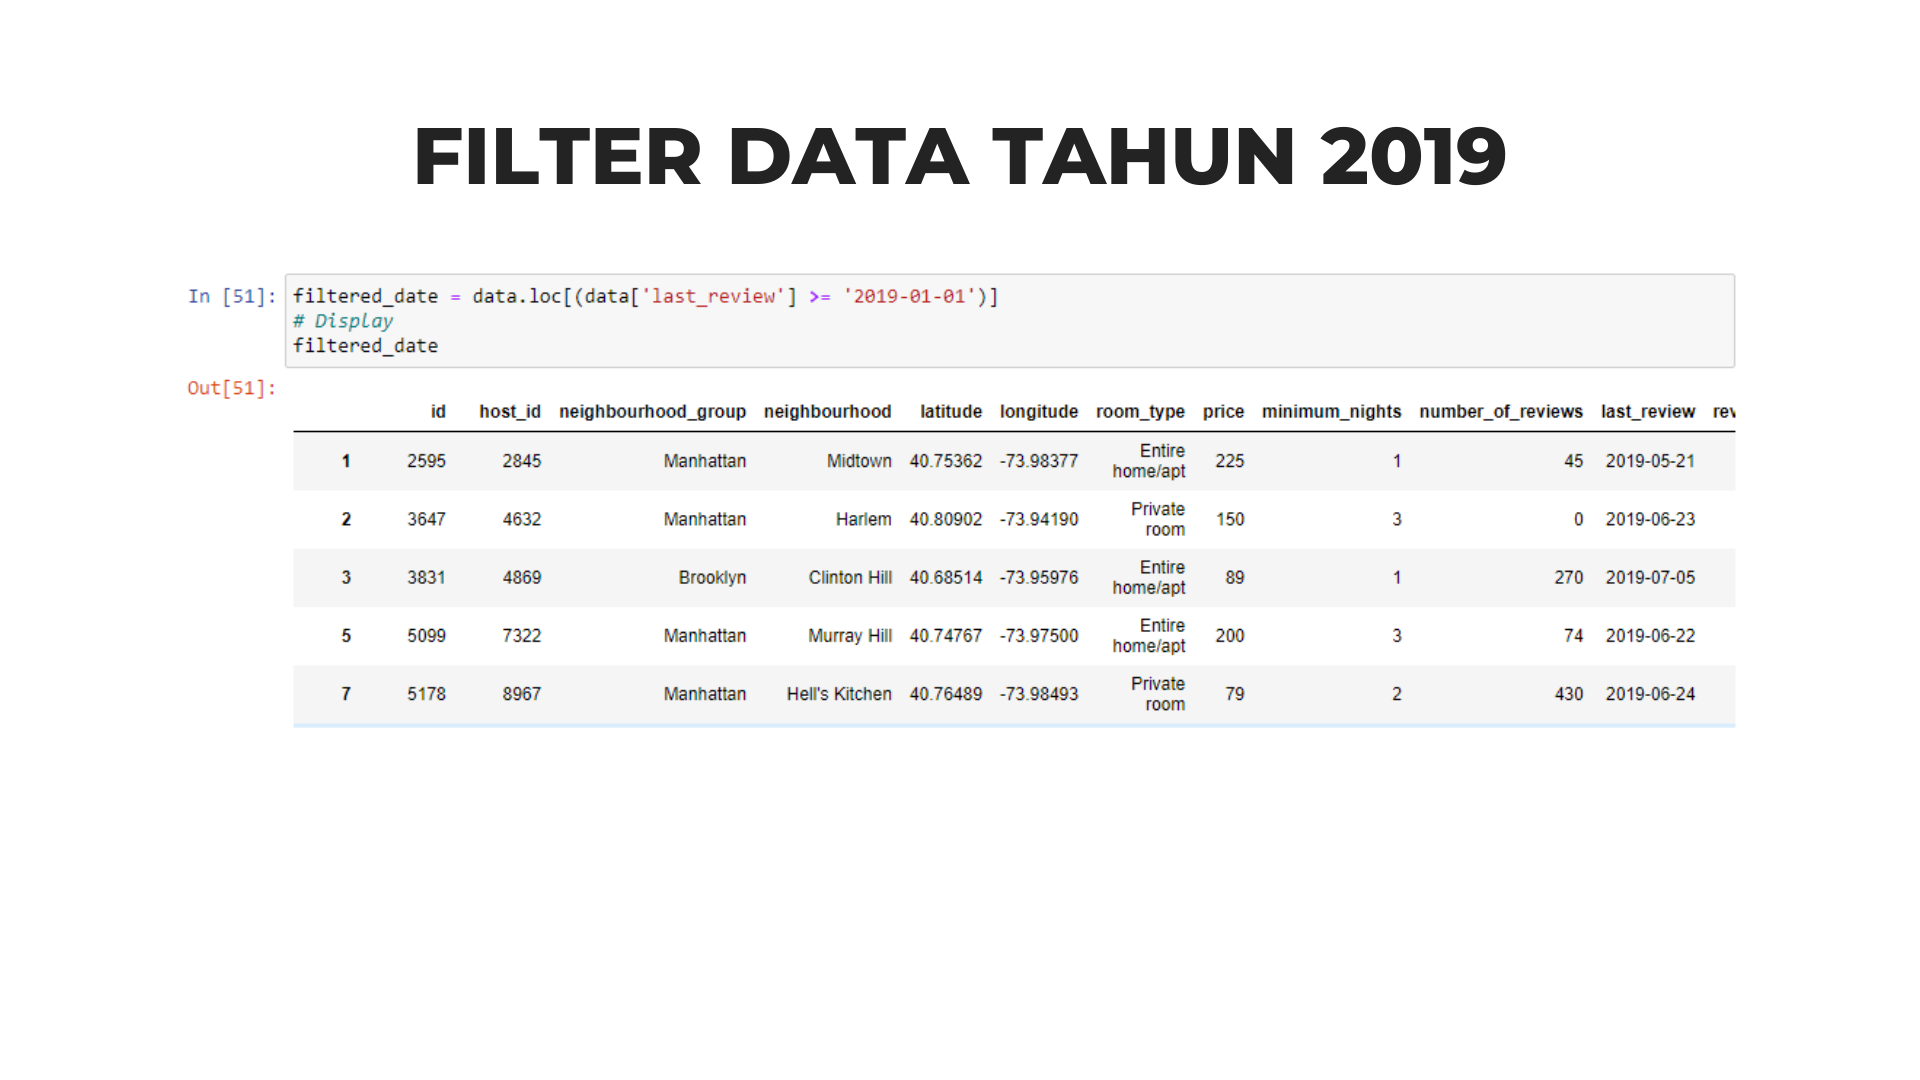 FILTER DATA TAHUN 2019
In [51]: filtered_date = data.loc[(data['last_review'] >= '2019-01-01')]
# Display
filtered_date
Out[51]:
id host_id neighbourhood_group neighbourhood latitude longitude room_type price minimum_nights number_of_reviews last_review rev
1 2595 2845 Manhattan Midtown 40.75362 -73.98377 Entire home/apt 225 1 45 2019-05-21
2 3647 4632 Manhattan Harlem 40.80902 -73.94190 Private room 150 3 0 2019-06-23
3 3831 4869 Brooklyn Clinton Hill 40.68514 -73.95976 Entire home/apt 89 1 270 2019-07-05
5 5099 7322 Manhattan Murray Hill 40.74767 -73.97500 Entire home/apt 200 3 74 2019-06-22
7 5178 8967 Manhattan Hell's Kitchen 40.76489 -73.98493 Private room 79 2 430 2019-06-24